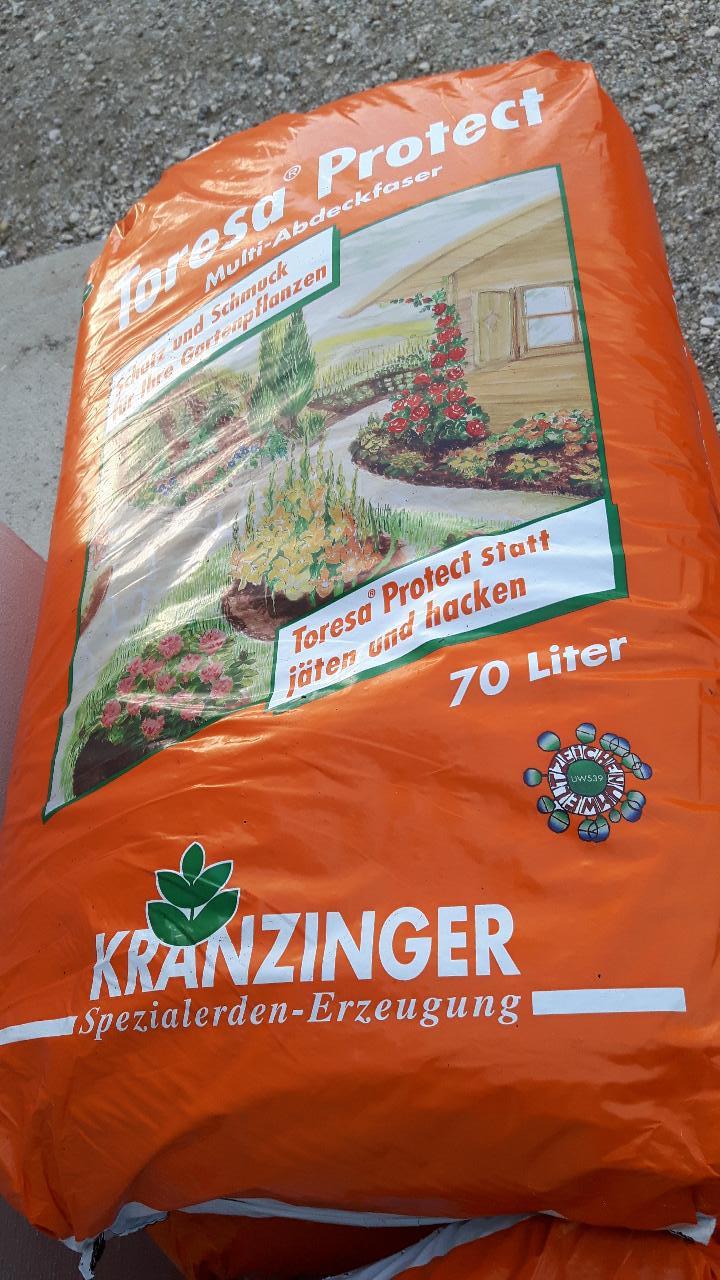 Toresa® Protect
Multi-Abdeckfaser
Schutz und Schmuck
für Ihre Gartenpflanzen
Toresa® Protect statt
jäten und hacken
70 Liter
UMWELTZEICHEN
UW539
KRANZINGER
Spezialerden-Erzeugung